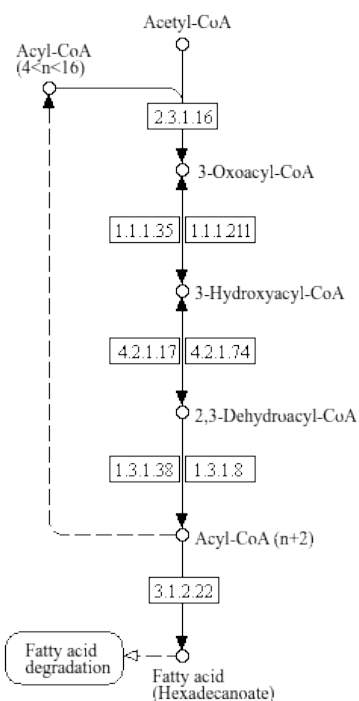 Acetyl-CoA
Acyl-CoA
(4<n<16)
2.3.1.16
3-Oxoacyl-CoA
1.1.1.35 1.1.1.211
3-Hydroxyacyl-CoA
4.2.1.17 4.2.1.74
2,3-Dehydroacyl-CoA
1.3.1.38 1.3.1.8
Acyl-CoA (n+2)
3.1.2.22
Fatty acid
degradation
Fatty acid
(Hexadecanoate)